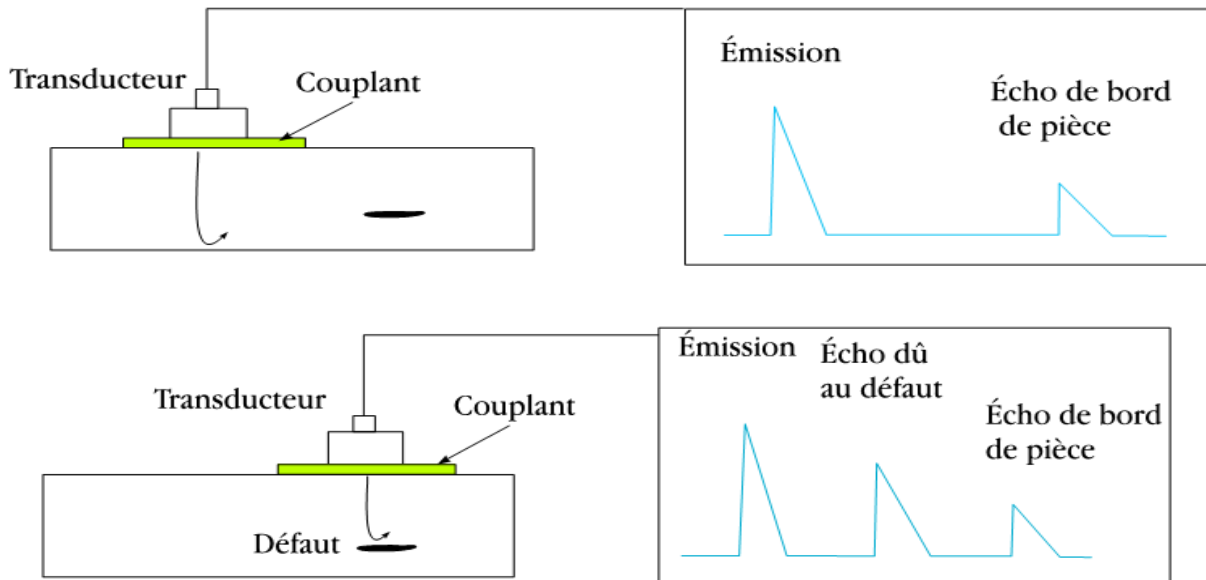 Émission
Transducteur
Couplant
Écho de bord
de pièce
Émission
Écho dû
au défaut
Transducteur
Couplant
Écho de bord
de pièce
Défaut